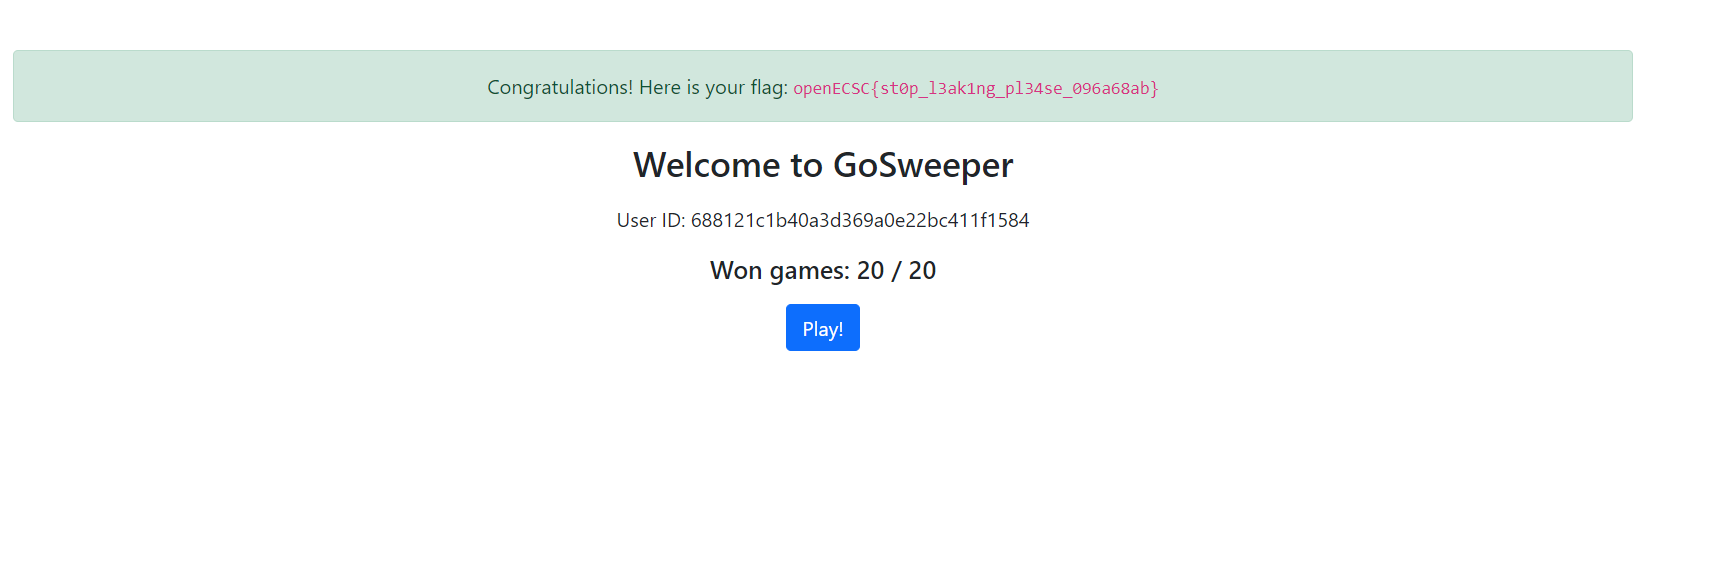 Congratulations! Here is your flag: openECSC{st0p_l3ak1ng_pl34se_096a68ab}
Welcome to GoSweeper
User ID: 688121c1b40a3d369a0e22bc411f1584
Won games: 20 / 20
Play!